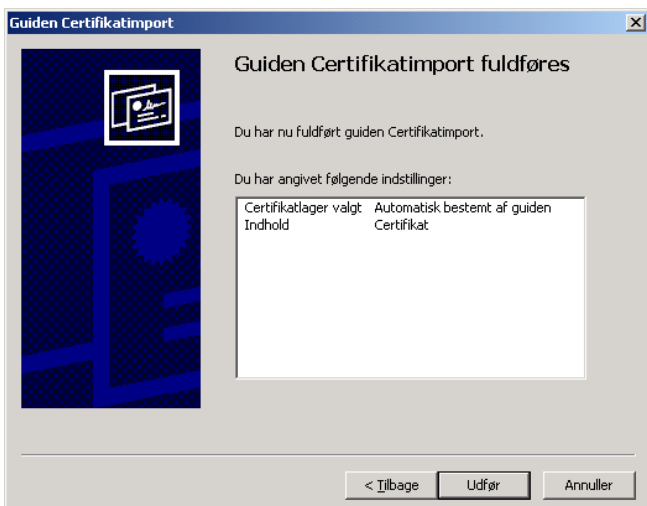 Guiden Certifikatimport
Guiden Certifikatimport fuldføres
Du har nu fuldført guiden Certifikatimport.
Du har angivet følgende indstillinger:
Certifikatlager valgt Automatisk bestemt af guiden
Indhold Certifikat
< Tilbage Udfør Annuller